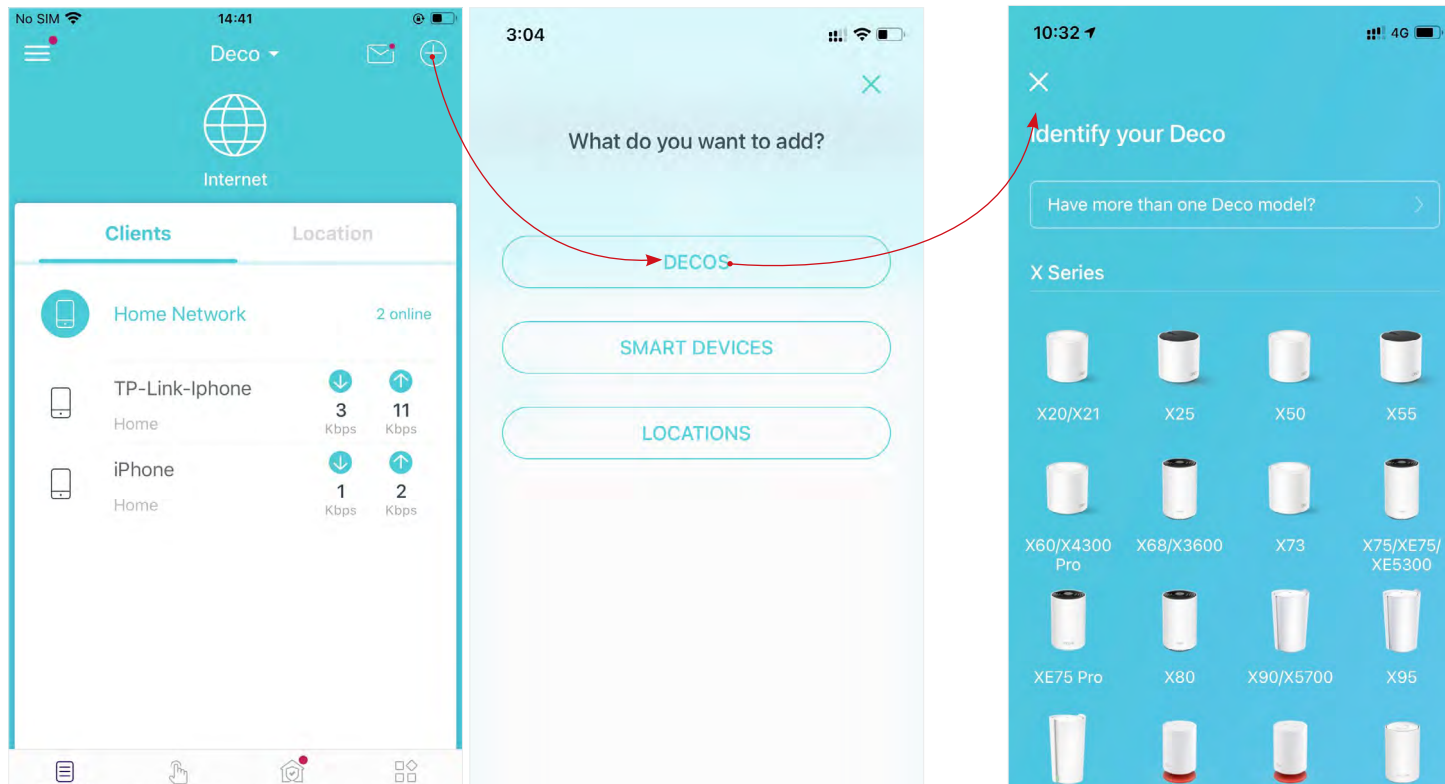 No SIM 14:41
Deco
Internet
Clients Location
Home Network 2 online
TP-Link-Iphone
Home
3 11
Kbps Kbps
iPhone
Home
1 2
Kbps Kbps
3:04
What do you want to add?
DECOS
SMART DEVICES
LOCATIONS
10:32 4G
Identify your Deco
Have more than one Deco model?
X Series
X20/X21 X25 X50 X55
X60/X4300 Pro X68/X3600 X73 X75/XE75/ XE5300
XE75 Pro X80 X90/X5700 X95